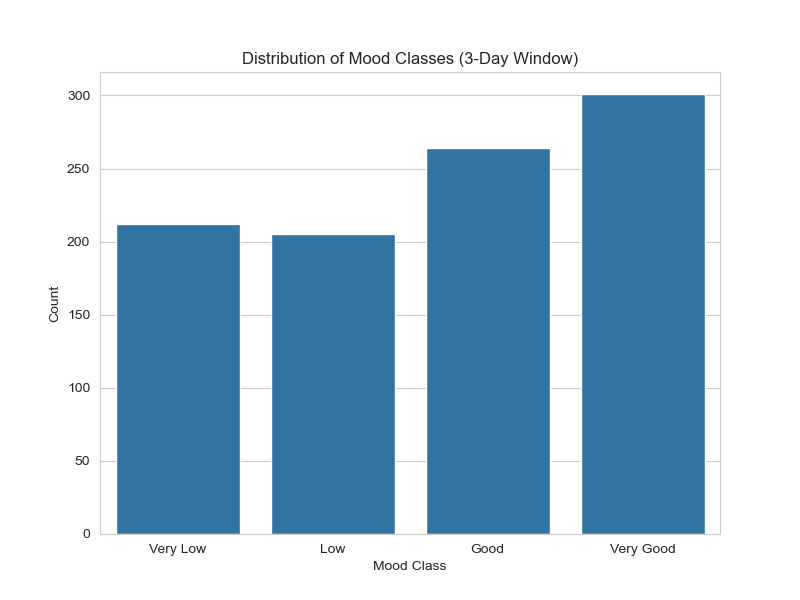 Distribution of Mood Classes (3-Day Window)
300
250
200
150
100
50
0
Count
Very Low Low Good Very Good
Mood Class